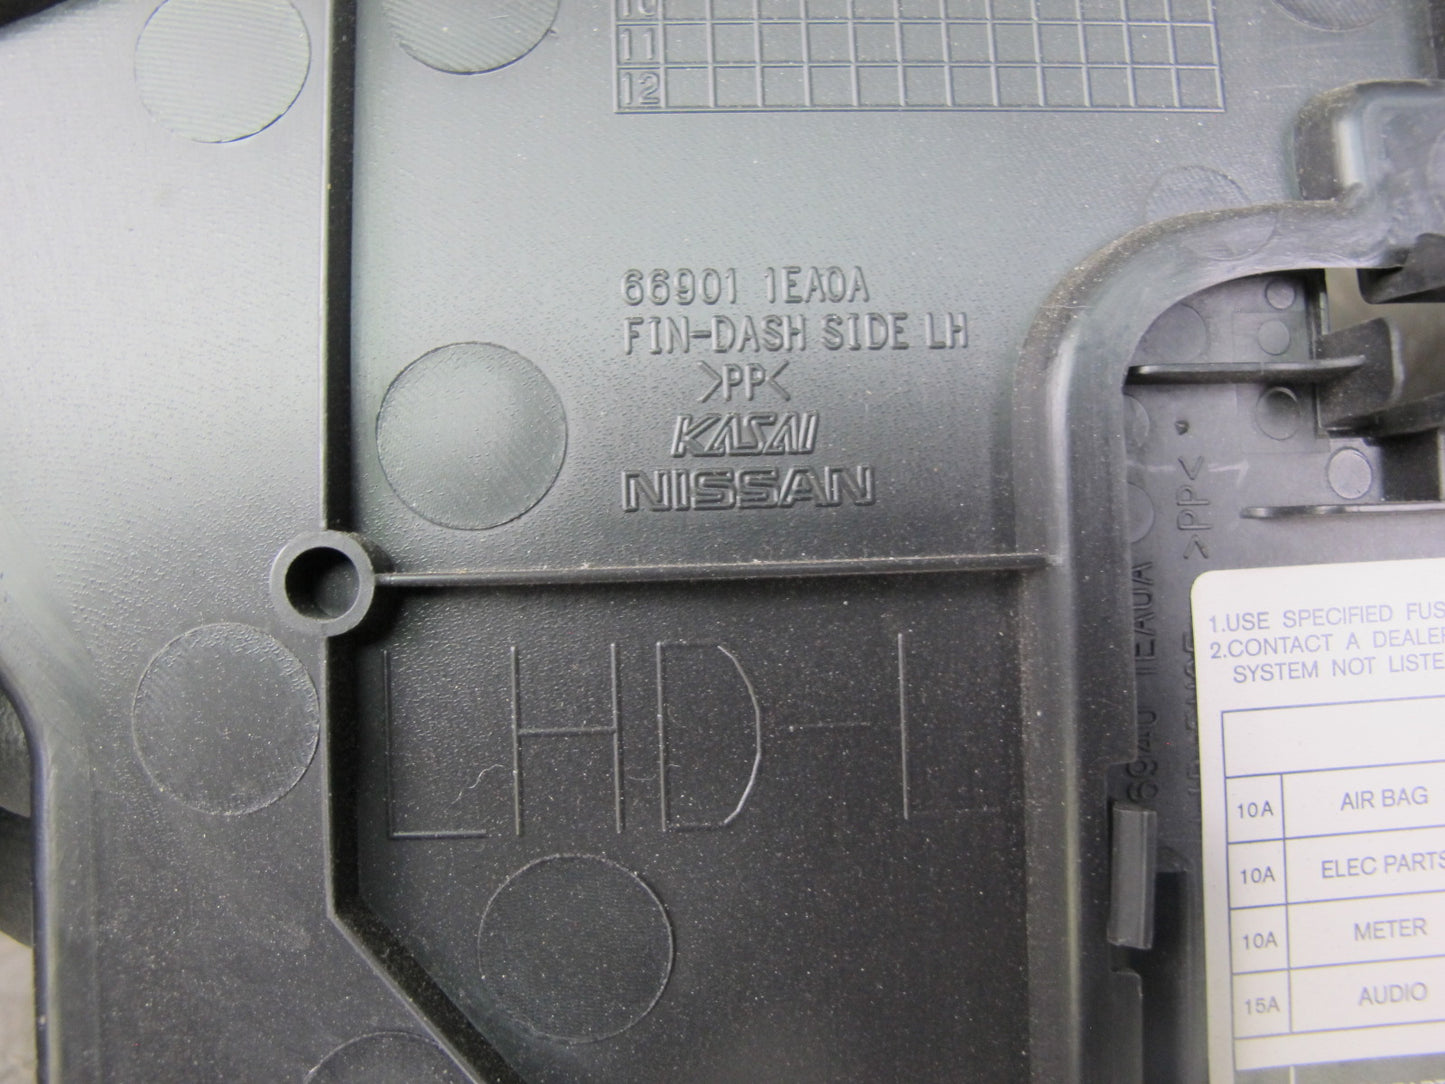 10
11
12
66901 1EA0A
FIN-DASH SIDE LH
>PP<
KASAI
NISSAN
LHD-L
>PP<
1.USE SPECIFIED FUS
2.CONTACT A DEALER
SYSTEM NOT LISTE
10A AIR BAG
10A ELEC PARTS
10A METER
15A AUDIO